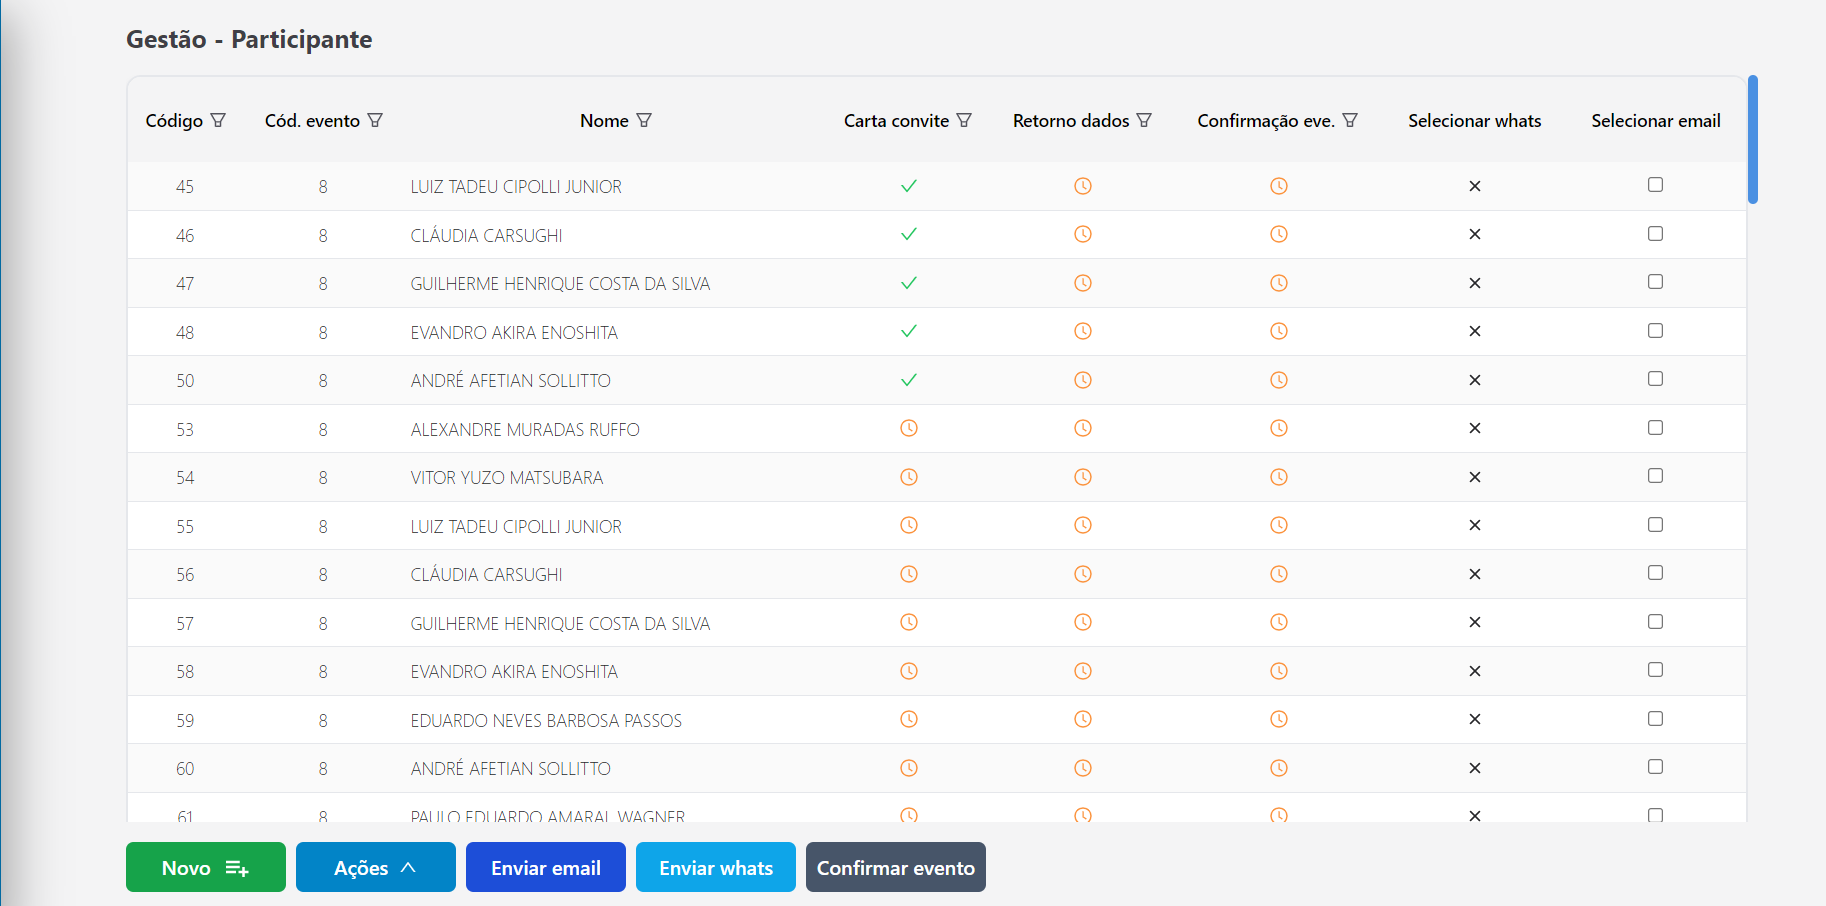 Gestão - Participante
Código Cód. evento Nome Carta convite Retorno dados Confirmação eve. Selecionar whats Selecionar email
45 8 LUIZ TADEU CIPOLLI JUNIOR
46 8 CLÁUDIA CARSUGHI
47 8 GUILHERME HENRIQUE COSTA DA SILVA
48 8 EVANDRO AKIRA ENOSHITA
50 8 ANDRÉ AFETIAN SOLLITTO
53 8 ALEXANDRE MURADAS RUFFO
54 8 VITOR YUZO MATSUBARA
55 8 LUIZ TADEU CIPOLLI JUNIOR
56 8 CLÁUDIA CARSUGHI
57 8 GUILHERME HENRIQUE COSTA DA SILVA
58 8 EVANDRO AKIRA ENOSHITA
59 8 EDUARDO NEVES BARBOSA PASSOS
60 8 ANDRÉ AFETIAN SOLLITTO
61 8 PAULO EDUARDO AMARAL WAGNER
Novo Ações Enviar email Enviar whats Confirmar evento